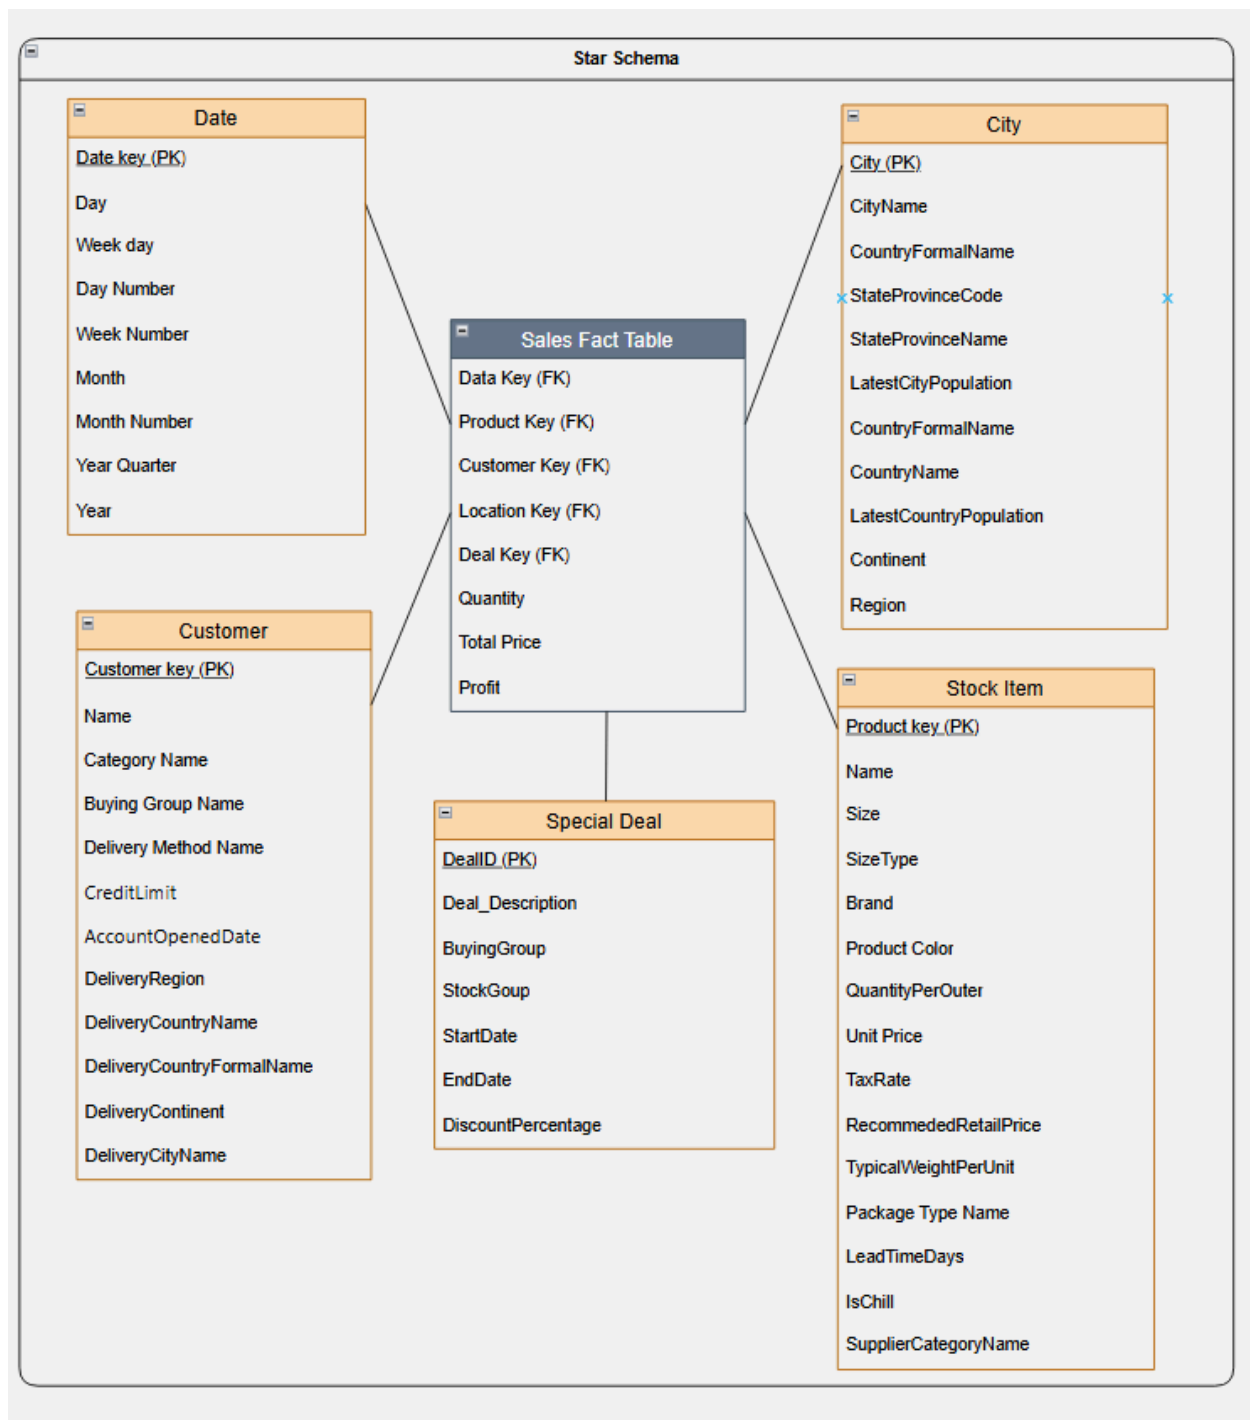 Star Schema
Date
Date key (PK)
Day
Week day
Day Number
Week Number
Month
Month Number
Year Quarter
Year
City
City (PK)
CityName
CountryFormalName
StateProvinceCode
StateProvinceName
LatestCityPopulation
CountryFormalName
CountryName
LatestCountryPopulation
Continent
Region
Sales Fact Table
Data Key (FK)
Product Key (FK)
Customer Key (FK)
Location Key (FK)
Deal Key (FK)
Quantity
Total Price
Profit
Customer
Customer key (PK)
Name
Category Name
Buying Group Name
Delivery Method Name
CreditLimit
AccountOpenedDate
DeliveryRegion
DeliveryCountryName
DeliveryCountryFormalName
DeliveryContinent
DeliveryCityName
Special Deal
DealID (PK)
Deal_Description
BuyingGroup
StockGoup
StartDate
EndDate
DiscountPercentage
Stock Item
Product key (PK)
Name
Size
SizeType
Brand
Product Color
QuantityPerOuter
Unit Price
TaxRate
RecommededRetailPrice
TypicalWeightPerUnit
Package Type Name
LeadTimeDays
IsChill
SupplierCategoryName